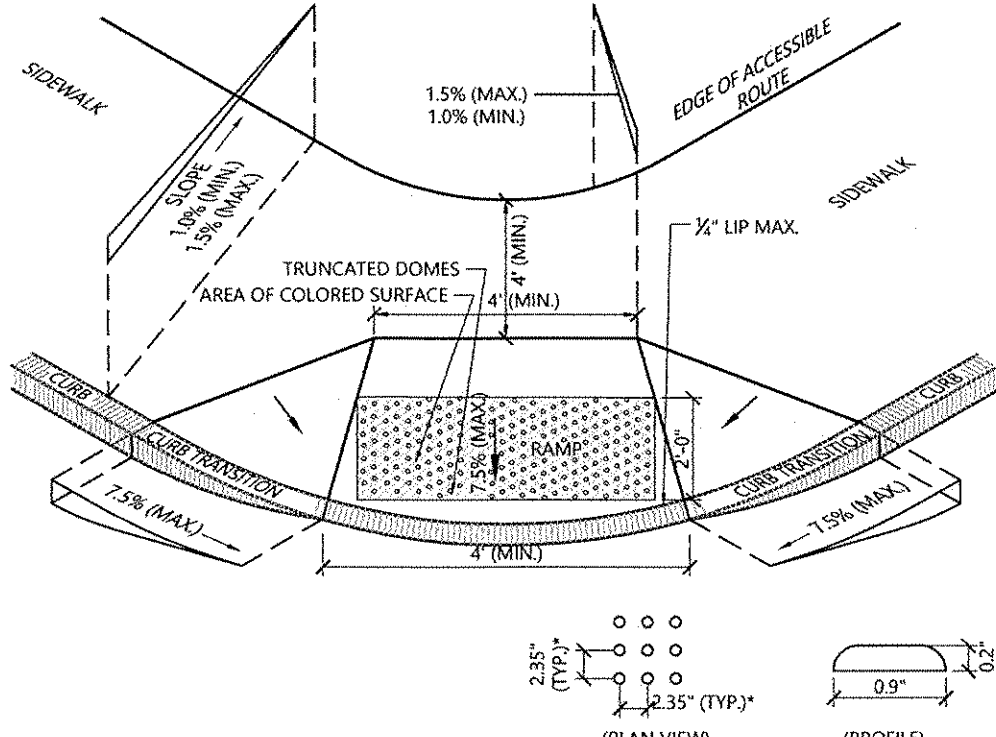 SIDEWALK
1.5% (MAX.)
1.0% (MIN.)
EDGE OF ACCESSIBLE
ROUTE
SLOPE
1.0% (MIN.)
1.5% (MAX.)
SIDEWALK
4' (MIN.)
1/4" LIP MAX.
TRUNCATED DOMES
AREA OF COLORED SURFACE
4' (MIN.)
CURB
CURB
7.5% (MAX.)
RAMP
2'-0"
CURB TRANSITION
CURB TRANSITION
7.5% (MAX.)
7.5% (MAX.)
4' (MIN.)
2.35"
(TYP.)*
2.35" (TYP.)*
0.2"
0.9"
(PLAN VIEW)
(PROFILE)